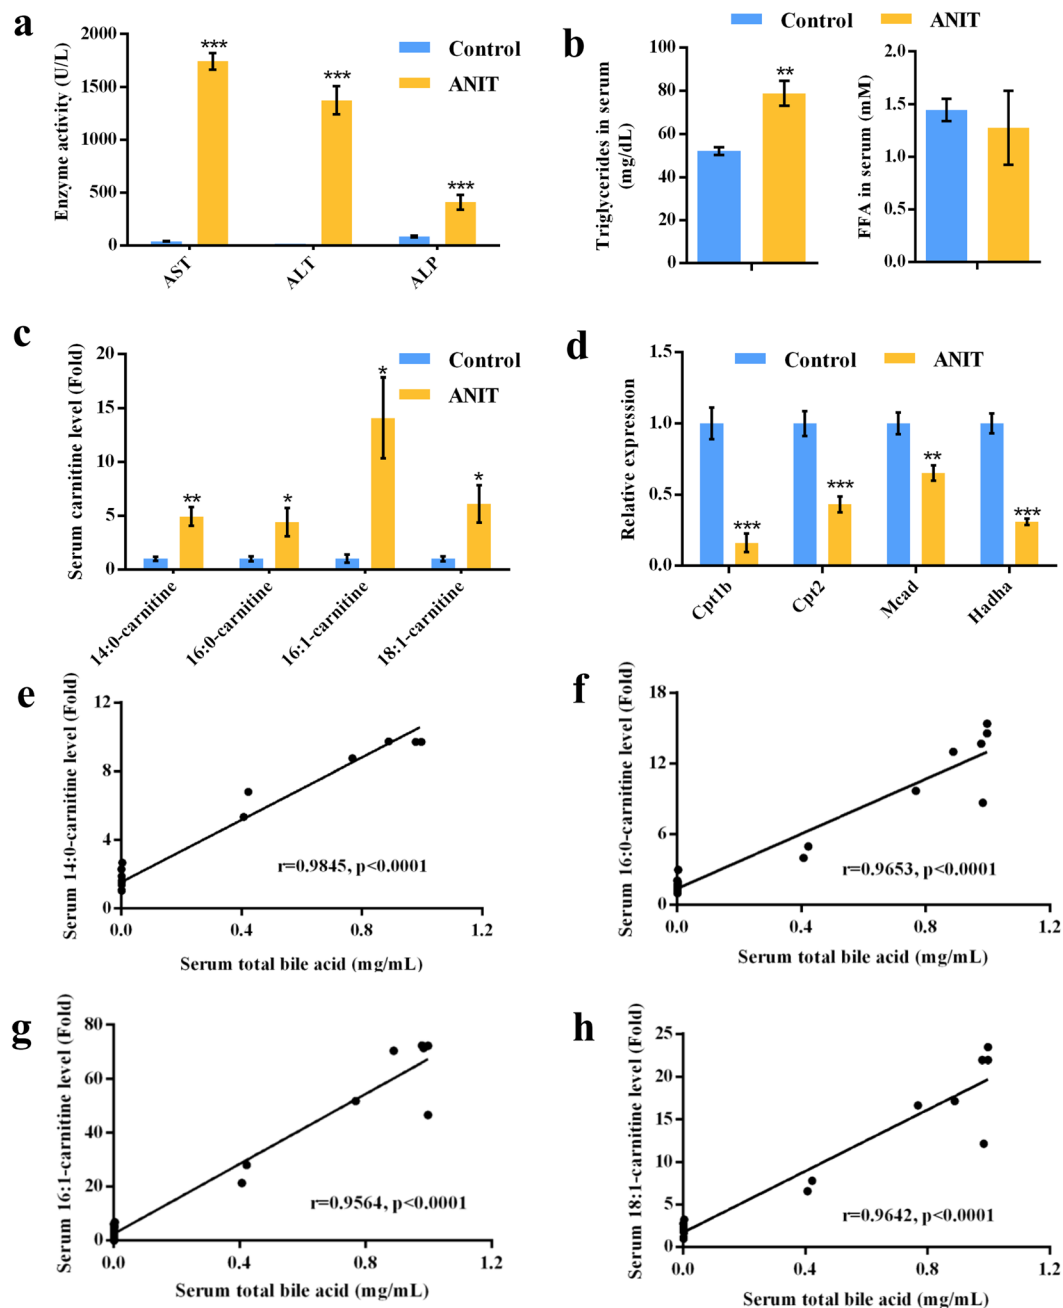 a
Enzyme activity (U/L)
2000
1500
1000
500
0
***
***
***
Control
ANIT
AST
ALT
ALP
Control
ANIT
b
Triglycerides in serum
(mg/dL)
100
80
60
40
20
0
**
FFA in serum (mM)
2.0
1.5
1.0
0.5
0.0
c
Serum carnitine level (Fold)
20
15
10
5
0
**
*
*
*
Control
ANIT
14:0-carnitine
16:0-carnitine
16:1-carnitine
18:1-carnitine
d
Relative expression
1.5
1.0
0.5
0.0
Control
ANIT
***
***
**
***
Cpt1b
Cpt2
Mcad
Hadha
e
Serum 14:0-carnitine level (Fold)
12
8
4
0
r=0.9845, p<0.0001
0.0
0.4
0.8
1.2
Serum total bile acid (mg/mL)
f
Serum 16:0-carnitine level (Fold)
18
12
6
0
r=0.9653, p<0.0001
0.0
0.4
0.8
1.2
Serum total bile acid (mg/mL)
g
Serum 16:1-carnitine level (Fold)
80
60
40
20
0
r=0.9564, p<0.0001
0.0
0.4
0.8
1.2
Serum total bile acid (mg/mL)
h
Serum 18:1-carnitine level (Fold)
25
20
15
10
5
0
r=0.9642, p<0.0001
0.0
0.4
0.8
1.2
Serum total bile acid (mg/mL)